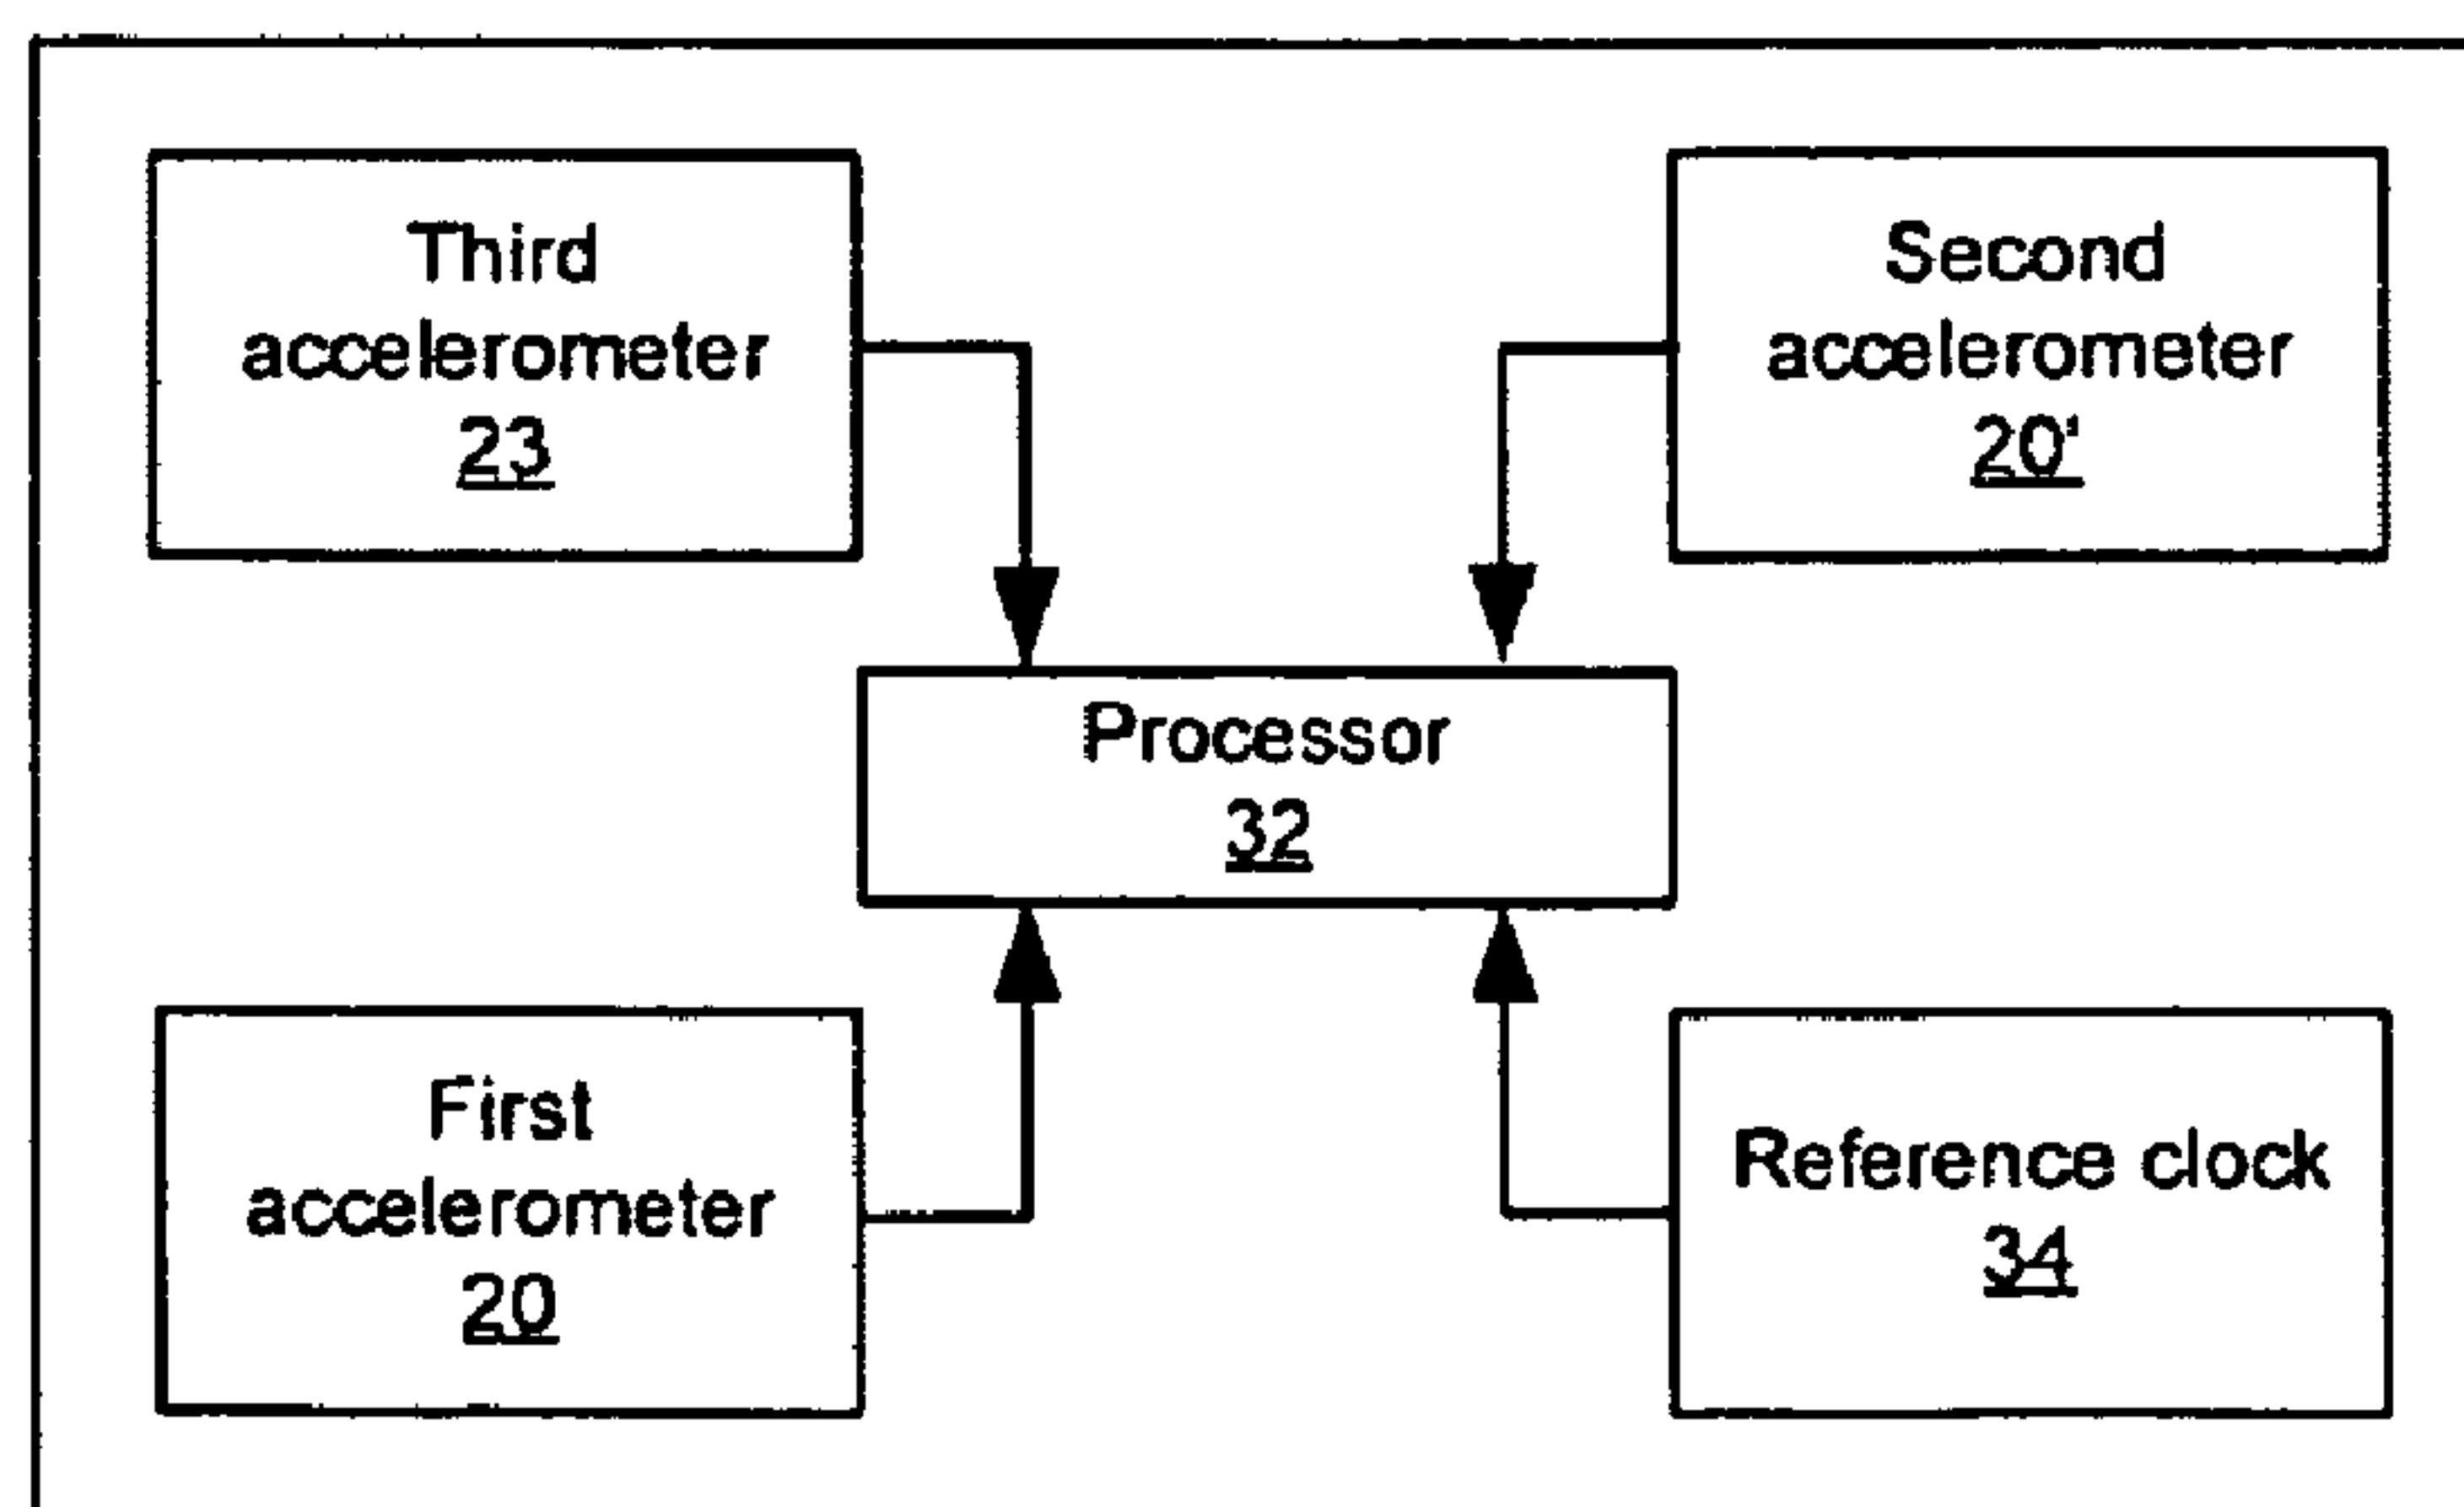 Third
accelerometer
23
Second
accelerometer
20'
Processor
32
First
accelerometer
20
Reference clock
34